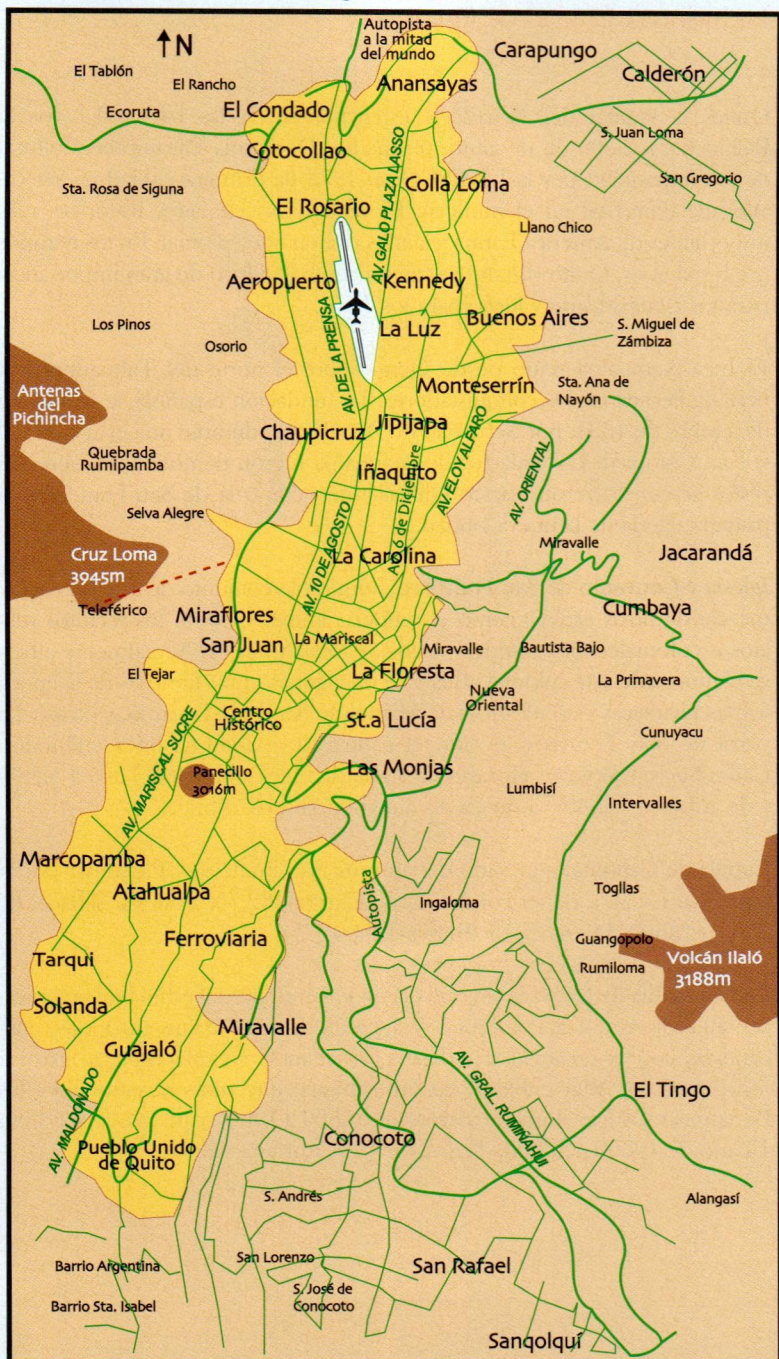 Autopista
a la mitad
del mundo
N
Carapungo
El Tablón
El Rancho
Anansayas
Calderón
Ecoruta
El Condado
S. Juan Loma
Cotocollao
Sta. Rosa de Siguna
Colla Loma
San Gregorio
El Rosario
AV. GALO PLAZA LASSO
Llano Chico
Aeropuerto
Kennedy
Los Pinos
AV. DE LA PRENSA
La Luz
Buenos Aires
S. Miguel de
Zámbiza
Osorio
Antenas
del
Pichincha
Monteserrín
Sta. Ana de
Nayón
Chaupicruz
Jipijapa
AV. ELOY ALFARO
Quebrada
Rumipamba
Iñaquito
Av. 6 de Diciembre
AV. ORIENTAL
Selva Alegre
Cruz Loma
3945m
La Carolina
Miravalle
Jacarandá
AV. 10 DE AGOSTO
Teleférico
Miraflores
Cumbaya
San Juan
La Mariscal
Miravalle
Bautista Bajo
El Tejar
La Floresta
La Primavera
Nueva
Oriental
Centro
Histórico
St.a Lucía
Cunuyacu
AV. MARISCAL SUCRE
Panecillo
3016m
Las Monjas
Lumbisí
Intervalles
Marcopamba
Atahualpa
Autopista
Ingaloma
Togllas
Ferroviaria
Guangopolo
Tarqui
Rumiloma
Volcán Ilaló
3188m
Solanda
Miravalle
Guajaló
AV. GRAL. RUMIÑAHUI
El Tingo
AV. MALDONADO
Pueblo Unido
de Quito
Conocoto
S. Andrés
Alangasí
Barrio Argentina
San Lorenzo
San Rafael
Barrio Sta. Isabel
S. José de
Conocoto
Sanqolquí